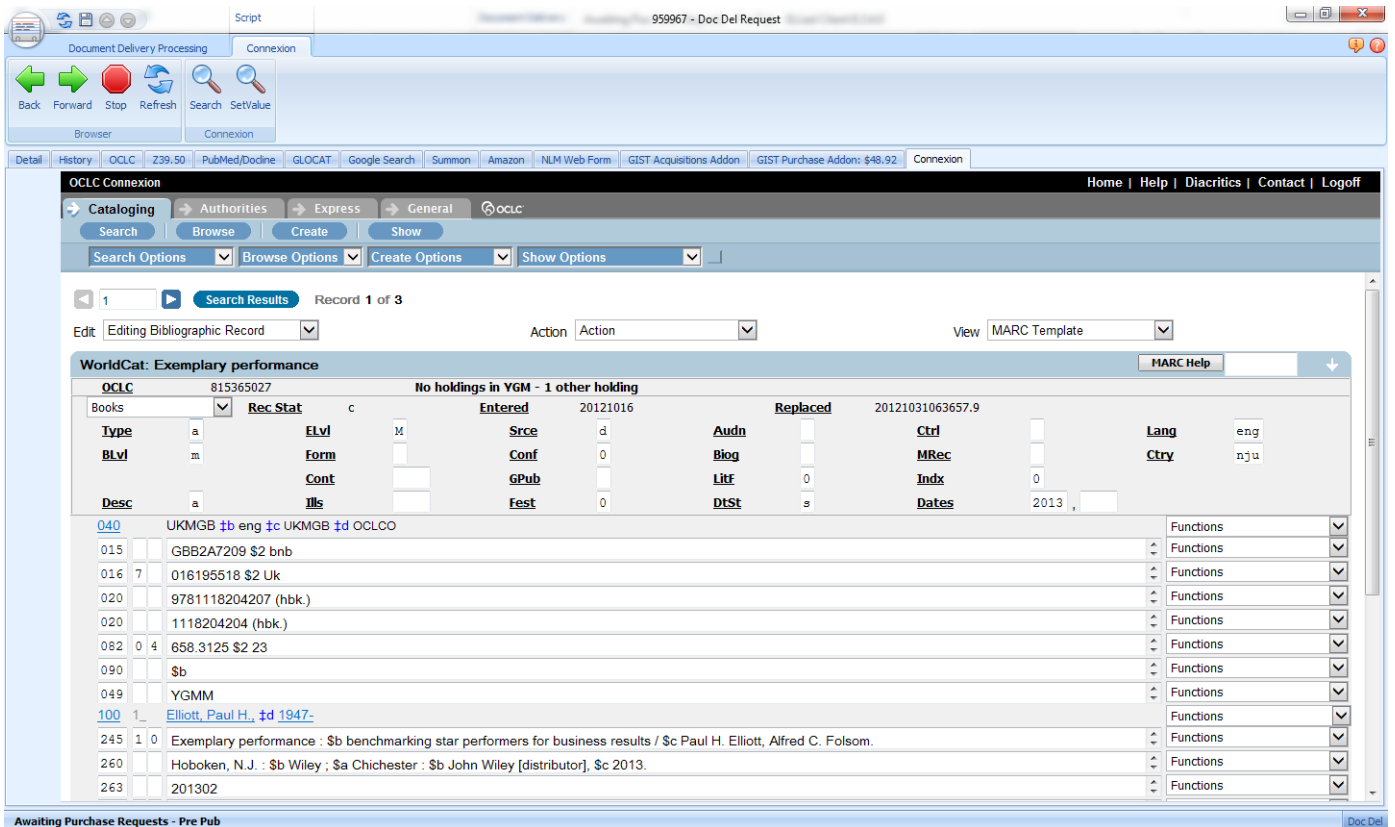 Script
959967 - Doc Del Request
Document Delivery Processing Connexion
Back Forward Stop Refresh Search SetValue
Browser Connexion
Detail History OCLC Z39.50 PubMed/Docline GLOCAT Google Search Summon Amazon NLM Web Form GIST Acquisitions Addon GIST Purchase Addon: $48.92 Connexion
OCLC Connexion Home | Help | Diacritics | Contact | Logoff
Cataloging Authorities Express General OCLC
Search Browse Create Show
Search Options Browse Options Create Options Show Options
1 Search Results Record 1 of 3
Edit Editing Bibliographic Record Action Action View MARC Template
WorldCat: Exemplary performance MARC Help
OCLC 815365027 No holdings in YGM - 1 other holding
Books Rec Stat c Entered 20121016 Replaced 20121031063657.9
Type a ELvl M Srce d Audn Ctrl Lang eng
BLvl m Form Conf 0 Biog MRec Ctry nju
Cont GPub LitF 0 Indx 0
Desc a Ills Fest 0 DtSt s Dates 2013 ,
040 UKMGB ‡b eng ‡c UKMGB ‡d OCLCO Functions
015 GBB2A7209 $2 bnb Functions
016 7 016195518 $2 Uk Functions
020 9781118204207 (hbk.) Functions
020 1118204204 (hbk.) Functions
082 0 4 658.3125 $2 23 Functions
090 $b Functions
049 YGMM Functions
100 1_ Elliott, Paul H., ‡d 1947- Functions
245 1 0 Exemplary performance : $b benchmarking star performers for business results / $c Paul H. Elliott, Alfred C. Folsom. Functions
260 Hoboken, N.J. : $b Wiley ; $a Chichester : $b John Wiley [distributor], $c 2013. Functions
263 201302 Functions
Awaiting Purchase Requests - Pre Pub Doc Del